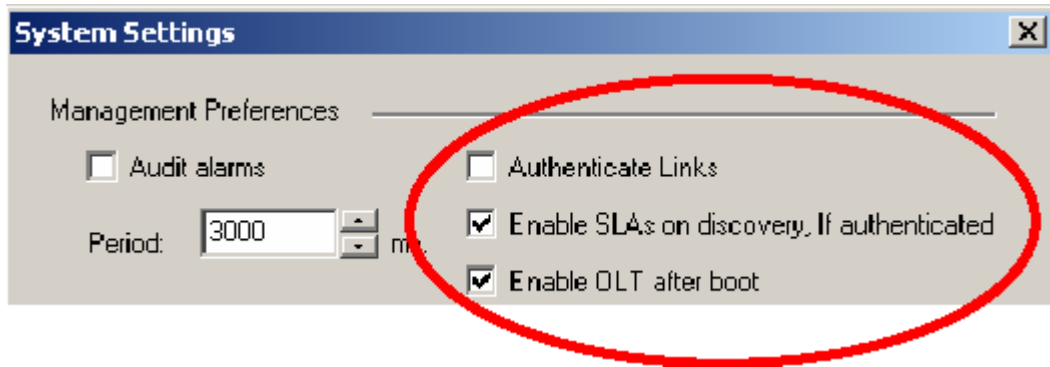 System Settings
Management Preferences
Audit alarms
Authenticate Links
Period: 3000
Enable SLAs on discovery, If authenticated
Enable OLT after boot